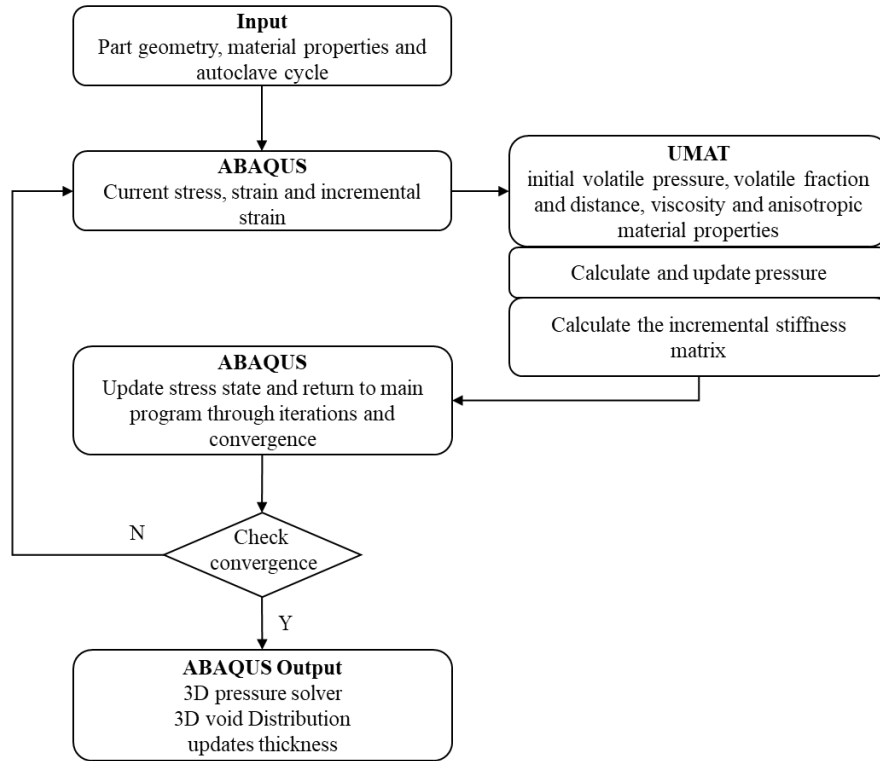 Input
Part geometry, material properties and
autoclave cycle
ABAQUS
Current stress, strain and incremental
strain
UMAT
initial volatile pressure, volatile fraction
and distance, viscosity and anisotropic
material properties
Calculate and update pressure
Calculate the incremental stiffness
matrix
ABAQUS
Update stress state and return to main
program through iterations and
convergence
N
Check
convergence
Y
ABAQUS Output
3D pressure solver
3D void Distribution
updates thickness